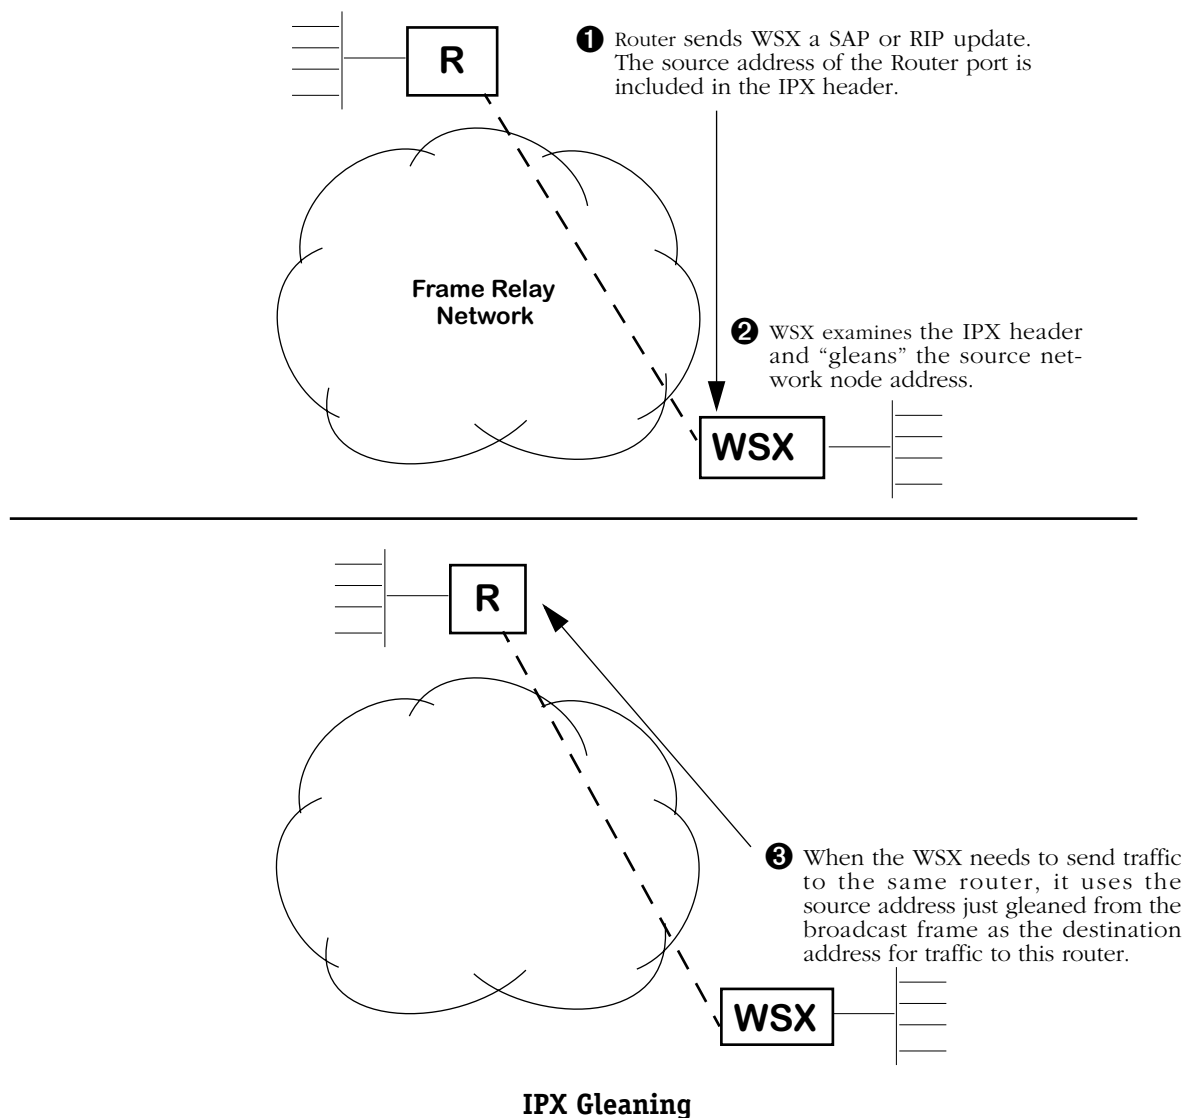 R
❶ Router sends WSX a SAP or RIP update.
The source address of the Router port is
included in the IPX header.
Frame Relay
Network
❷ WSX examines the IPX header
and “gleans” the source net-
work node address.
WSX
R
❸ When the WSX needs to send traffic
to the same router, it uses the
source address just gleaned from the
broadcast frame as the destination
address for traffic to this router.
WSX
IPX Gleaning